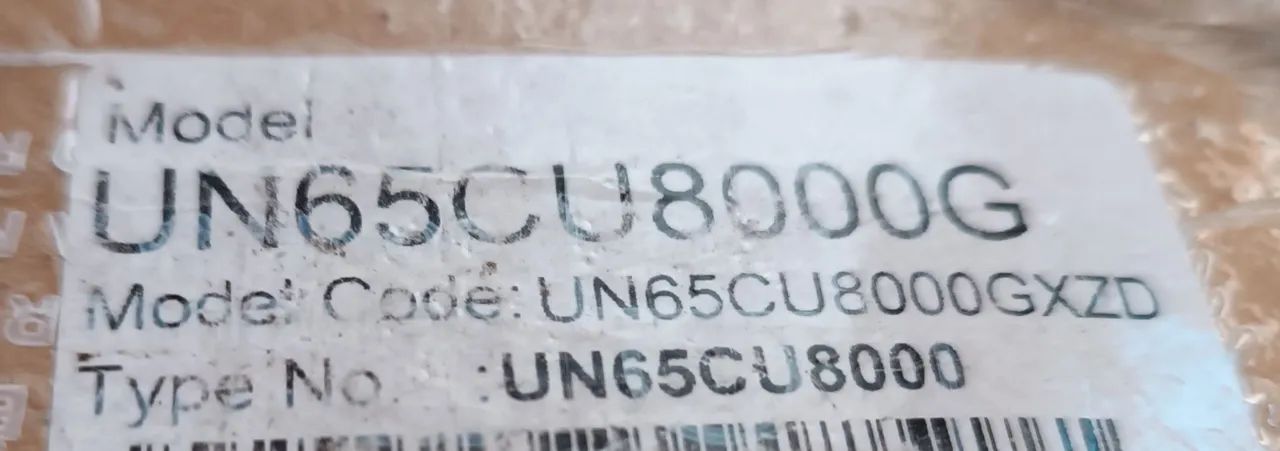 Model
UN65CU8000G
Model Code: UN65CU8000GXZD
Type No. :UN65CU8000